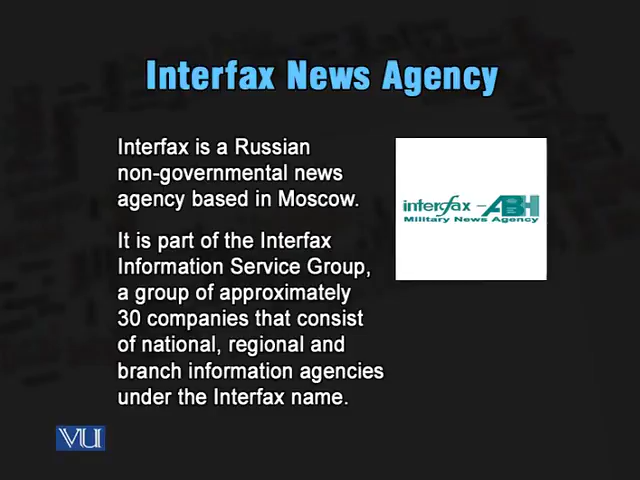 Interfax News Agency
Interfax is a Russian
non-governmental news
agency based in Moscow.
interfax – АВН
Military News Agency
It is part of the Interfax
Information Service Group,
a group of approximately
30 companies that consist
of national, regional and
branch information agencies
under the Interfax name.
VU